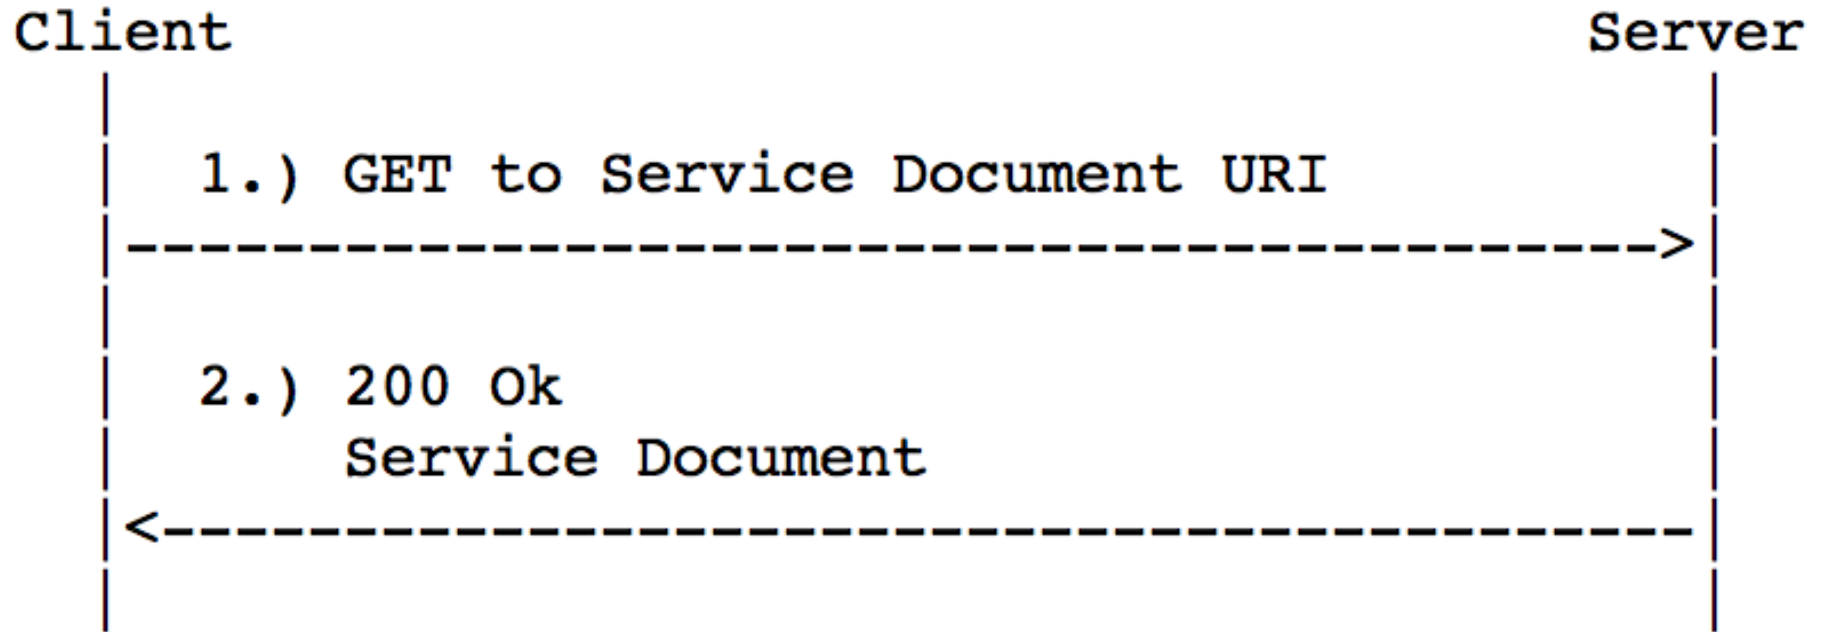 Client Server
1.) GET to Service Document URI
2.) 200 Ok
Service Document